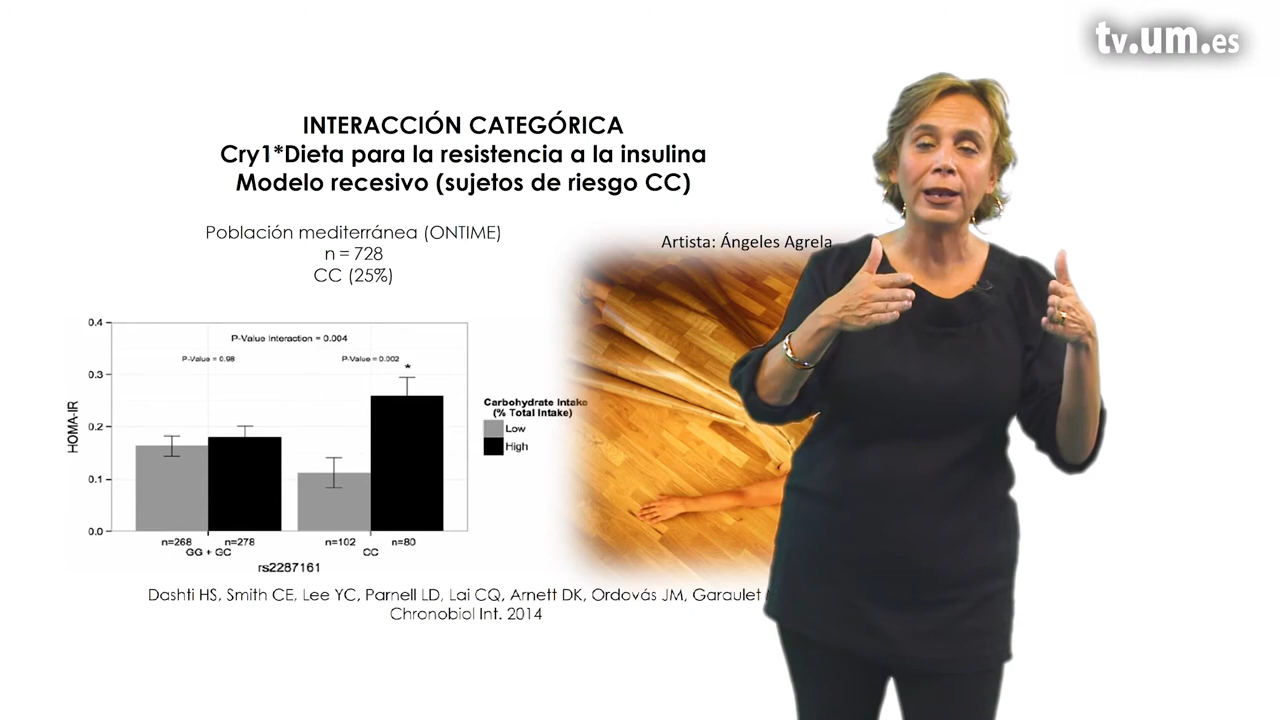 tv.um.es
INTERACCIÓN CATEGÓRICA
Cry1*Dieta para la resistencia a la insulina
Modelo recesivo (sujetos de riesgo CC)
Población mediterránea (ONTIME)
n = 728
CC (25%)
Artista: Ángeles Agrela
0.4
P-Value Interaction = 0.004
P-Value = 0.98
P-Value = 0.002
*
0.3
HOMA-IR
Carbohydrate Intake
(% Total Intake)
Low
High
0.2
0.1
0.0
n=268 n=278 n=102 n=80
GG + GC CC
rs2287161
Dashti HS, Smith CE, Lee YC, Parnell LD, Lai CQ, Arnett DK, Ordovás JM, Garaulet
Chronobiol Int. 2014